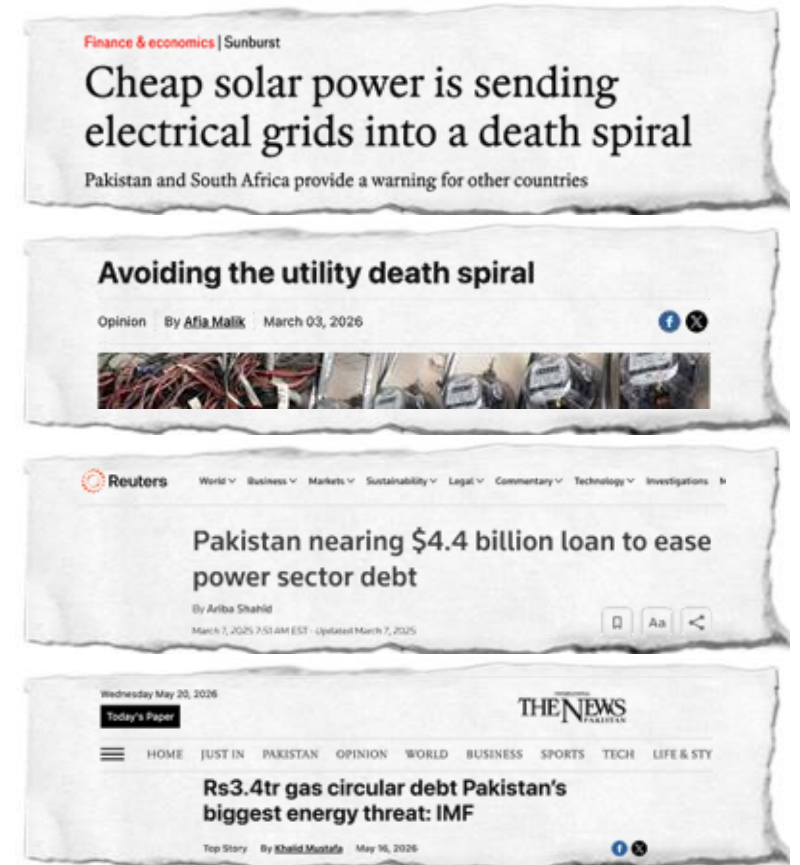 Finance & economics | Sunburst
Cheap solar power is sending
electrical grids into a death spiral
Pakistan and South Africa provide a warning for other countries
Avoiding the utility death spiral
Opinion By Afia Malik March 03, 2026
Reuters World Business Markets Sustainability Legal Commentary Technology Investigations
Pakistan nearing $4.4 billion loan to ease
power sector debt
By Ariba Shahid
March 7, 2025 7:51 AM EST · Updated March 7, 2025
Aa
Wednesday May 20, 2026
Today's Paper
THE NEWS
PAKISTAN
HOME JUST IN PAKISTAN OPINION WORLD BUSINESS SPORTS TECH LIFE & STY
Rs3.4tr gas circular debt Pakistan's
biggest energy threat: IMF
Top Story By Khalid Mustafa May 16, 2026